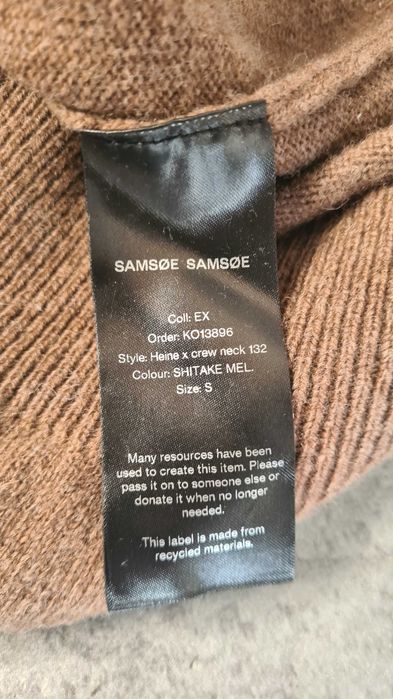 SAMSØE SAMSØE
Coll: EX
Order: KO13896
Style: Heine x crew neck 132
Colour: SHITAKE MEL.
Size: S
Many resources have been
used to create this item. Please
pass it on to someone else or
donate it when no longer
needed.
This label is made from
recycled materials.